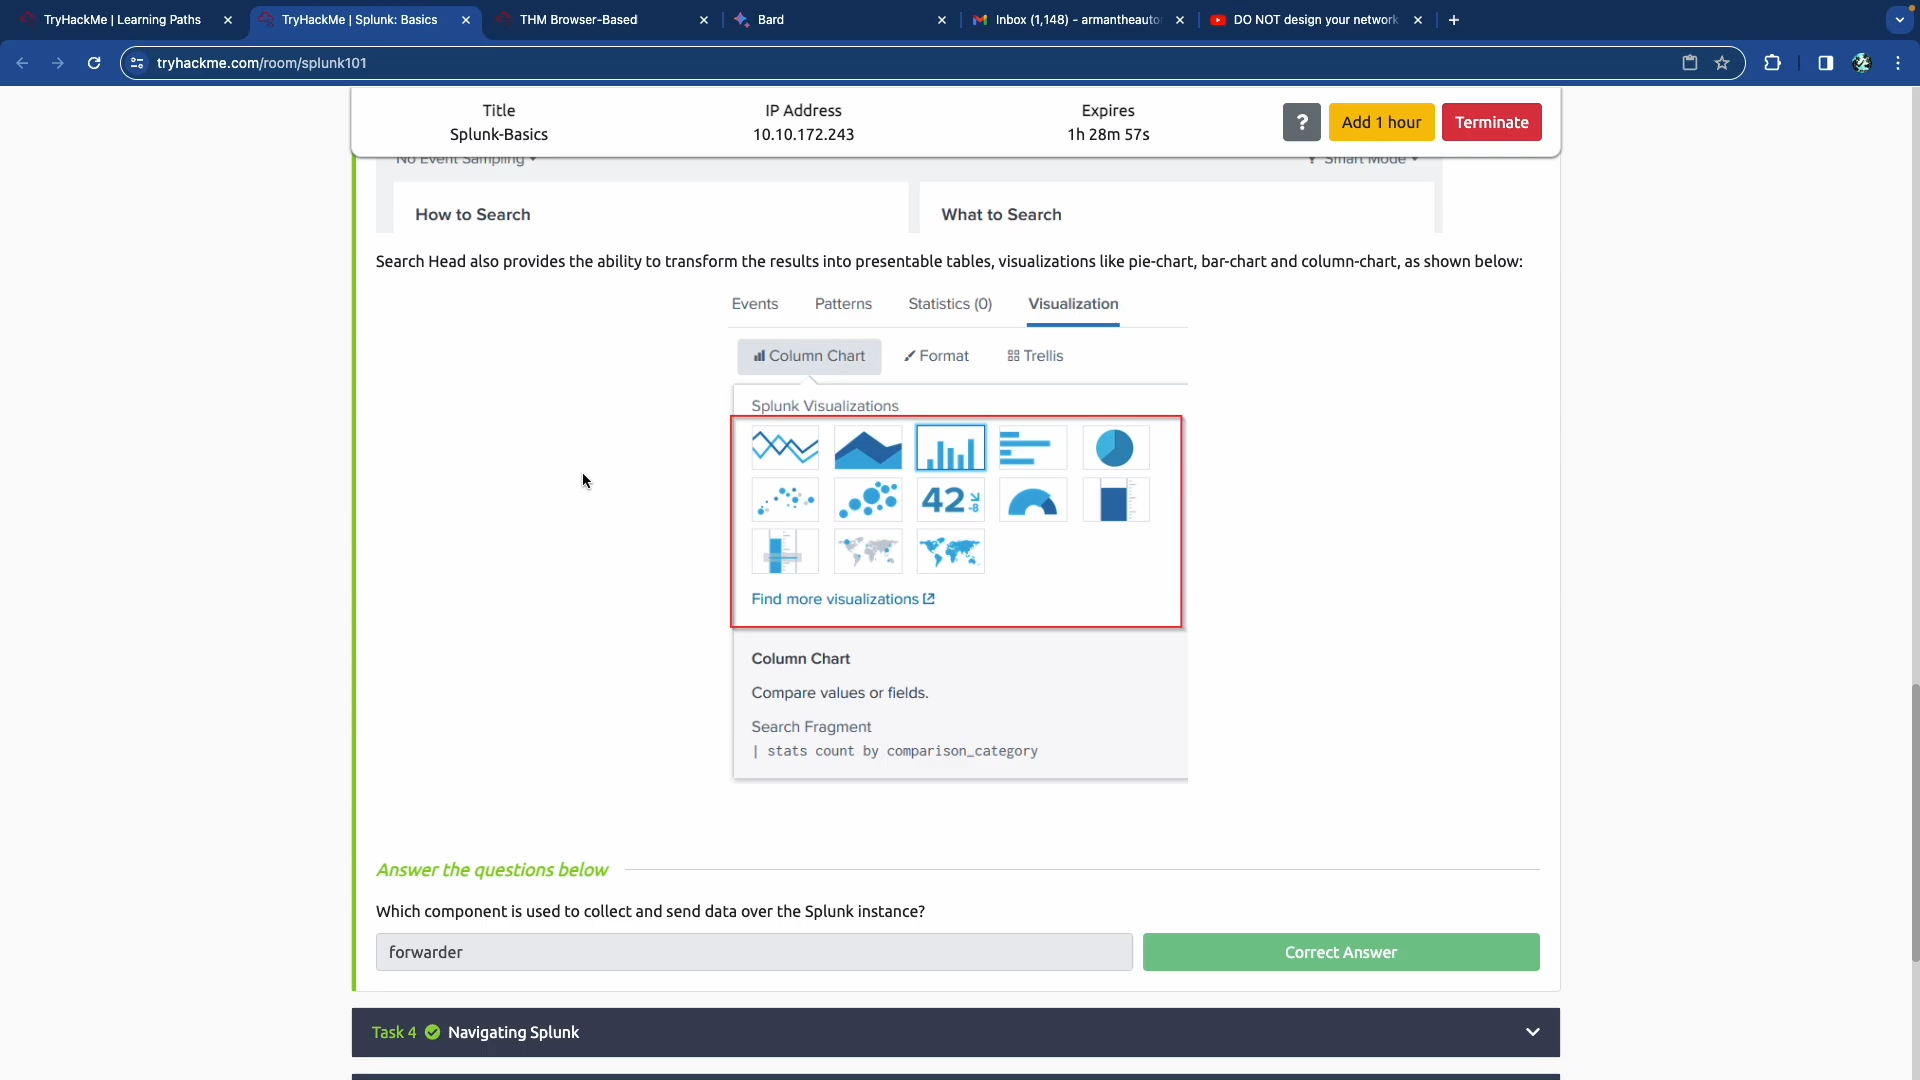 TryHackMe | Learning Paths
TryHackMe | Splunk: Basics
THM Browser-Based
Bard
Inbox (1,148) - armantheautor
DO NOT design your network
tryhackme.com/room/splunk101
Title
Splunk-Basics
IP Address
10.10.172.243
Expires
1h 28m 57s
?
Add 1 hour
Terminate
No Event Sampling
Smart Mode
How to Search
What to Search
Search Head also provides the ability to transform the results into presentable tables, visualizations like pie-chart, bar-chart and column-chart, as shown below:
Events Patterns Statistics (0) Visualization
Column Chart Format Trellis
Splunk Visualizations
42
-8
Find more visualizations
Column Chart
Compare values or fields.
Search Fragment
| stats count by comparison_category
Answer the questions below
Which component is used to collect and send data over the Splunk instance?
forwarder
Correct Answer
Task 4 Navigating Splunk